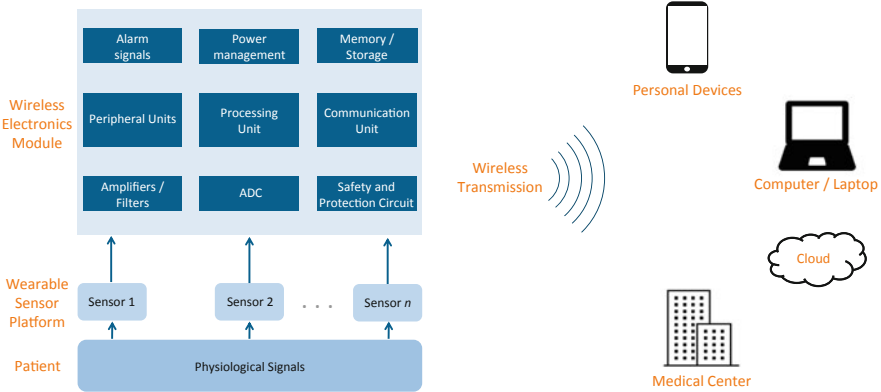 Alarm
signals
Power
management
Memory /
Storage
Wireless
Electronics
Module
Peripheral Units
Processing
Unit
Communication
Unit
Amplifiers /
Filters
ADC
Safety and
Protection Circuit
Wearable
Sensor
Platform
Sensor 1
Sensor 2
. . .
Sensor n
Patient
Physiological Signals
Wireless
Transmission
Personal Devices
Computer / Laptop
Cloud
Medical Center